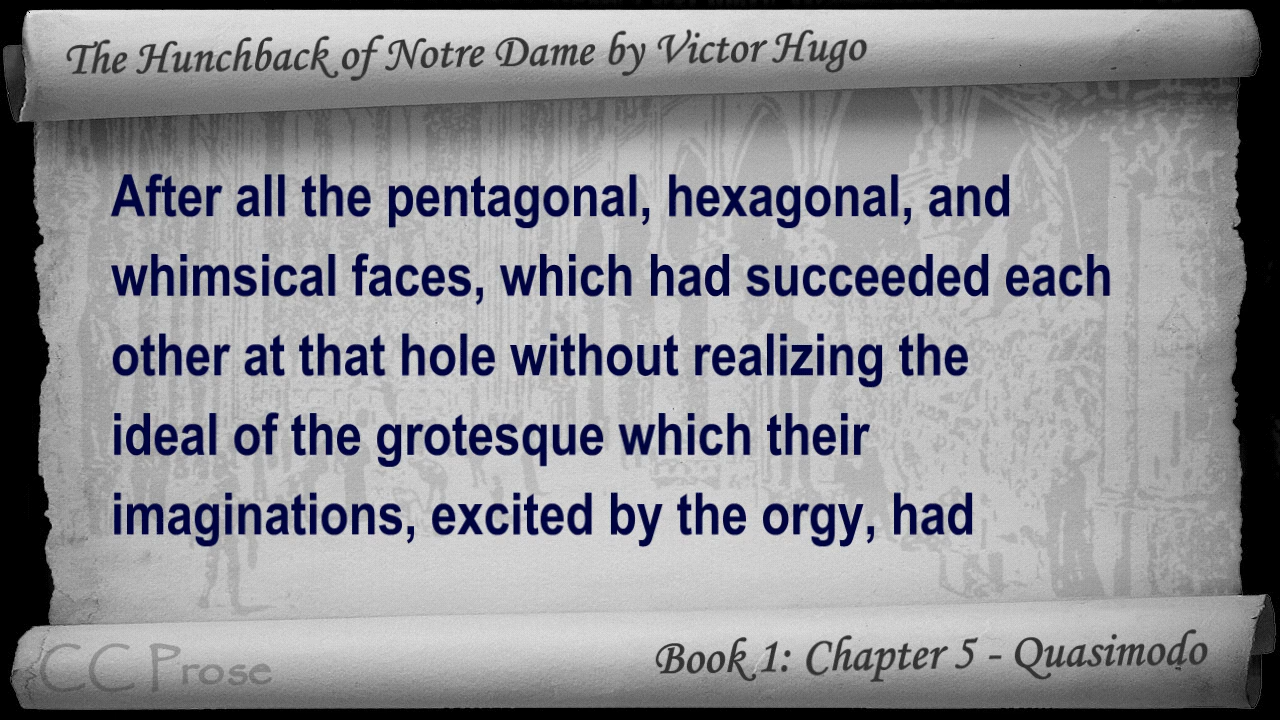 The Hunchback of Notre Dame by Victor Hugo
After all the pentagonal, hexagonal, and
whimsical faces, which had succeeded each
other at that hole without realizing the
ideal of the grotesque which their
imaginations, excited by the orgy, had
CC Prose
Book 1: Chapter 5 - Quasimodo